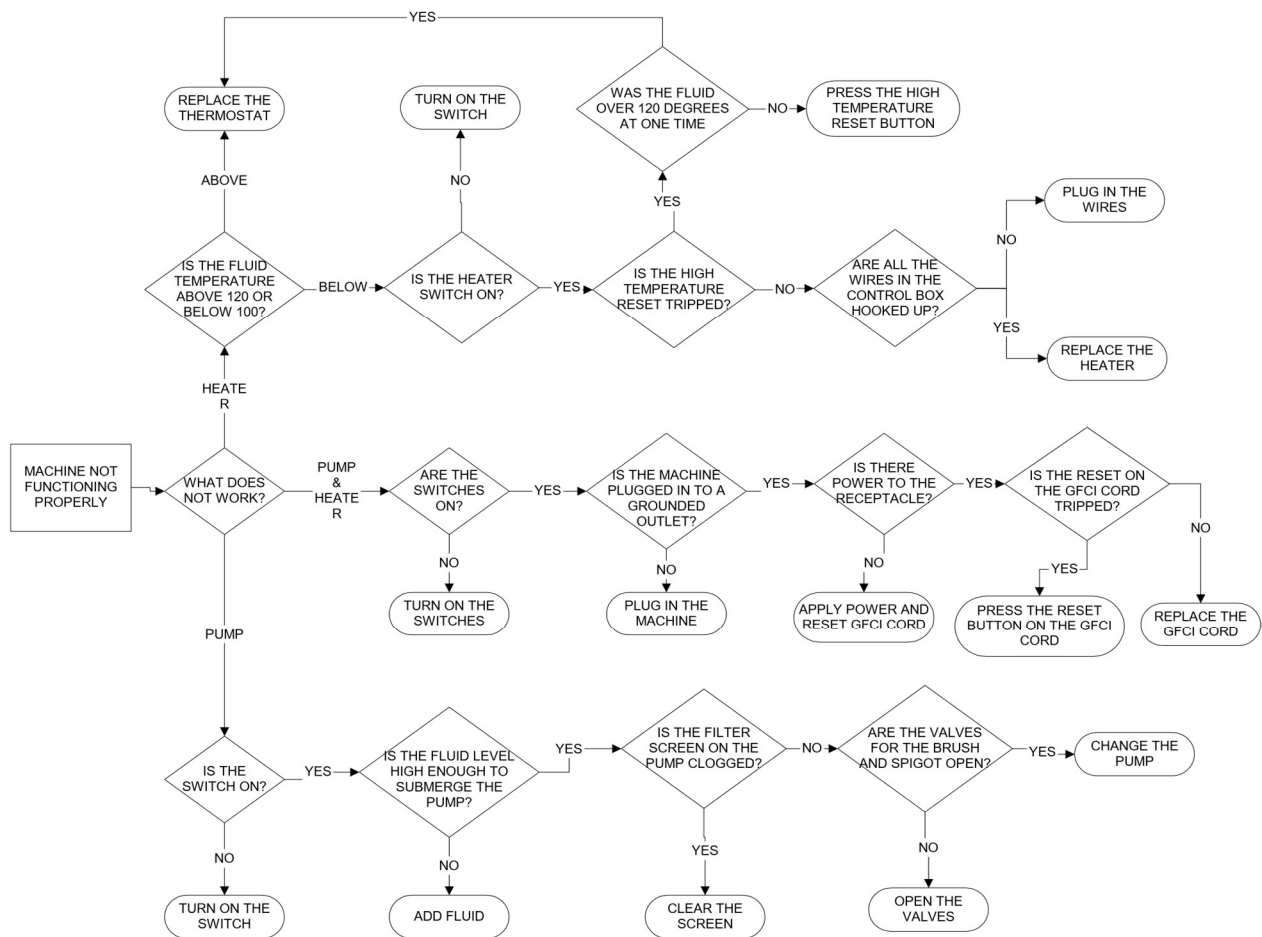 YES
REPLACE THE
THERMOSTAT
TURN ON THE
SWITCH
WAS THE FLUID
OVER 120 DEGREES
AT ONE TIME
NO
PRESS THE HIGH
TEMPERATURE
RESET BUTTON
ABOVE
NO
YES
PLUG IN THE
WIRES
NO
IS THE FLUID
TEMPERATURE
ABOVE 120 OR
BELOW 100?
BELOW
IS THE HEATER
SWITCH ON?
YES
IS THE HIGH
TEMPERATURE
RESET TRIPPED?
NO
ARE ALL THE
WIRES IN THE
CONTROL BOX
HOOKED UP?
YES
REPLACE THE
HEATER
HEATE
R
MACHINE NOT
FUNCTIONING
PROPERLY
WHAT DOES
NOT WORK?
PUMP
&
HEATE
R
ARE THE
SWITCHES
ON?
YES
IS THE MACHINE
PLUGGED IN TO A
GROUNDED
OUTLET?
YES
IS THERE
POWER TO THE
RECEPTACLE?
YES
IS THE RESET ON
THE GFCI CORD
TRIPPED?
NO
NO
NO
NO
YES
TURN ON THE
SWITCHES
PLUG IN THE
MACHINE
APPLY POWER AND
RESET GFCI CORD
PRESS THE RESET
BUTTON ON THE GFCI
CORD
REPLACE THE
GFCI CORD
PUMP
IS THE
SWITCH ON?
YES
IS THE FLUID LEVEL
HIGH ENOUGH TO
SUBMERGE THE
PUMP?
YES
IS THE FILTER
SCREEN ON THE
PUMP CLOGGED?
NO
ARE THE VALVES
FOR THE BRUSH
AND SPIGOT OPEN?
YES
CHANGE THE
PUMP
NO
NO
YES
NO
TURN ON THE
SWITCH
ADD FLUID
CLEAR THE
SCREEN
OPEN THE
VALVES